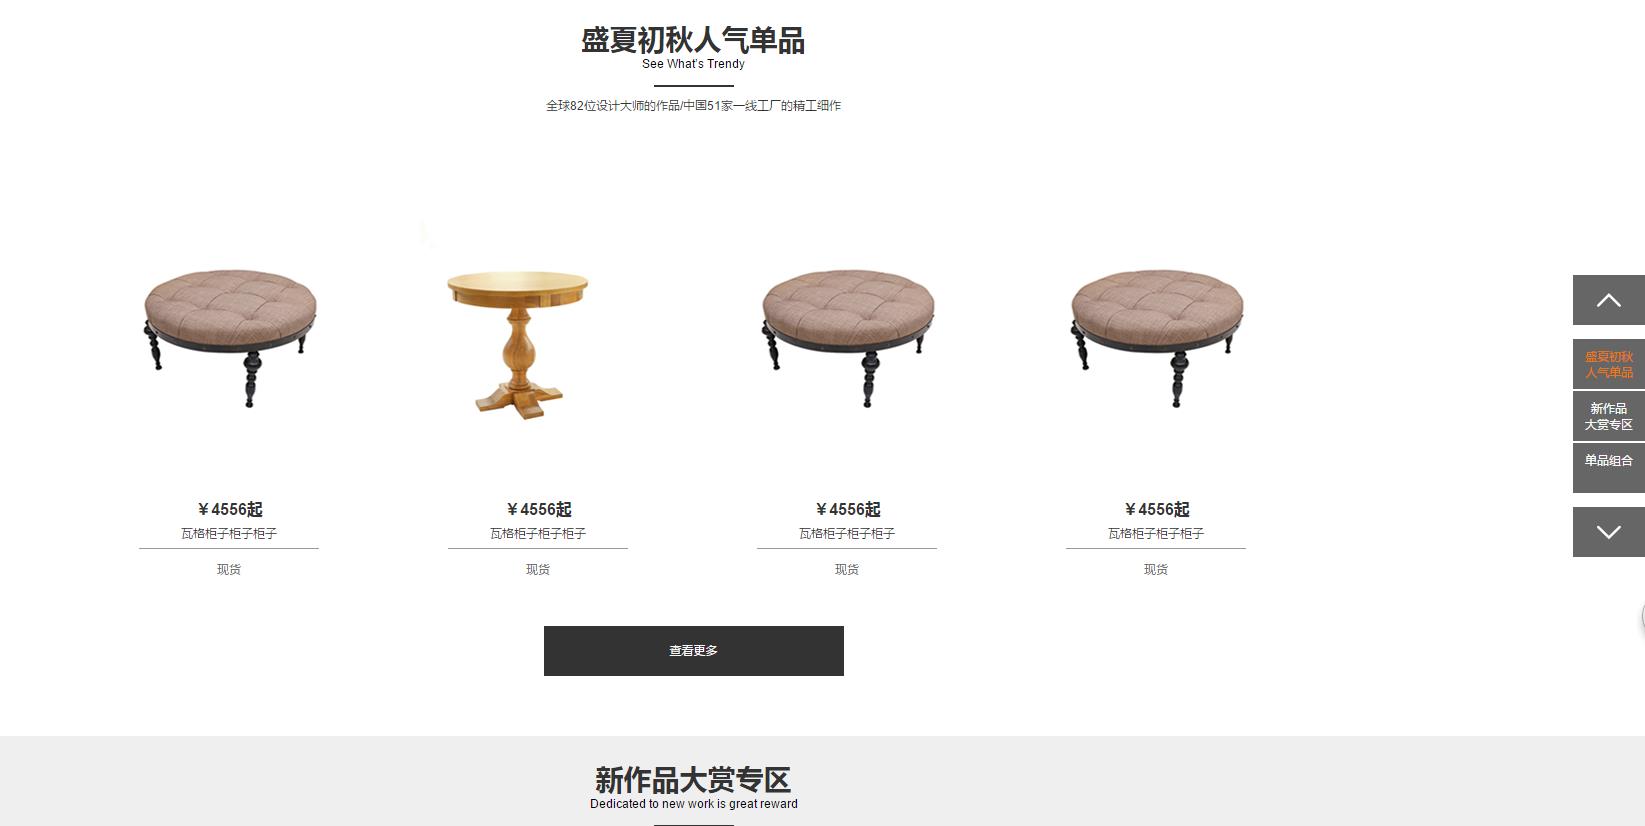 盛夏初秋人气单品
See What's Trendy
全球82位设计大师的作品/中国51家一线工厂的精工细作
￥4556起
瓦格柜子柜子柜子
现货
￥4556起
瓦格柜子柜子柜子
现货
￥4556起
瓦格柜子柜子柜子
现货
￥4556起
瓦格柜子柜子柜子
现货
查看更多
盛夏初秋
人气单品
新作品
大赏专区
单品组合
新作品大赏专区
Dedicated to new work is great reward